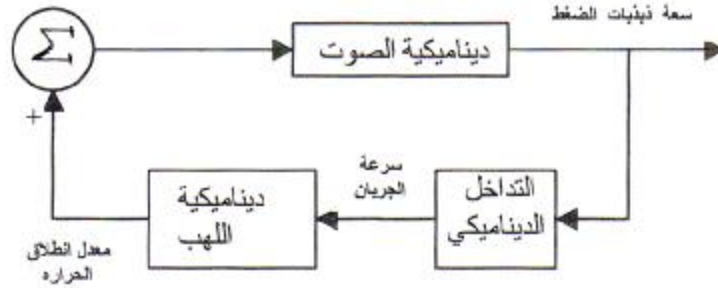 سعة ذبذبات الضغط
Σ
ديناميكية الصوت
+
سرعة
الجريان
التداخل
الديناميكي
ديناميكية
اللهب
معدل انطلاق
الحراره